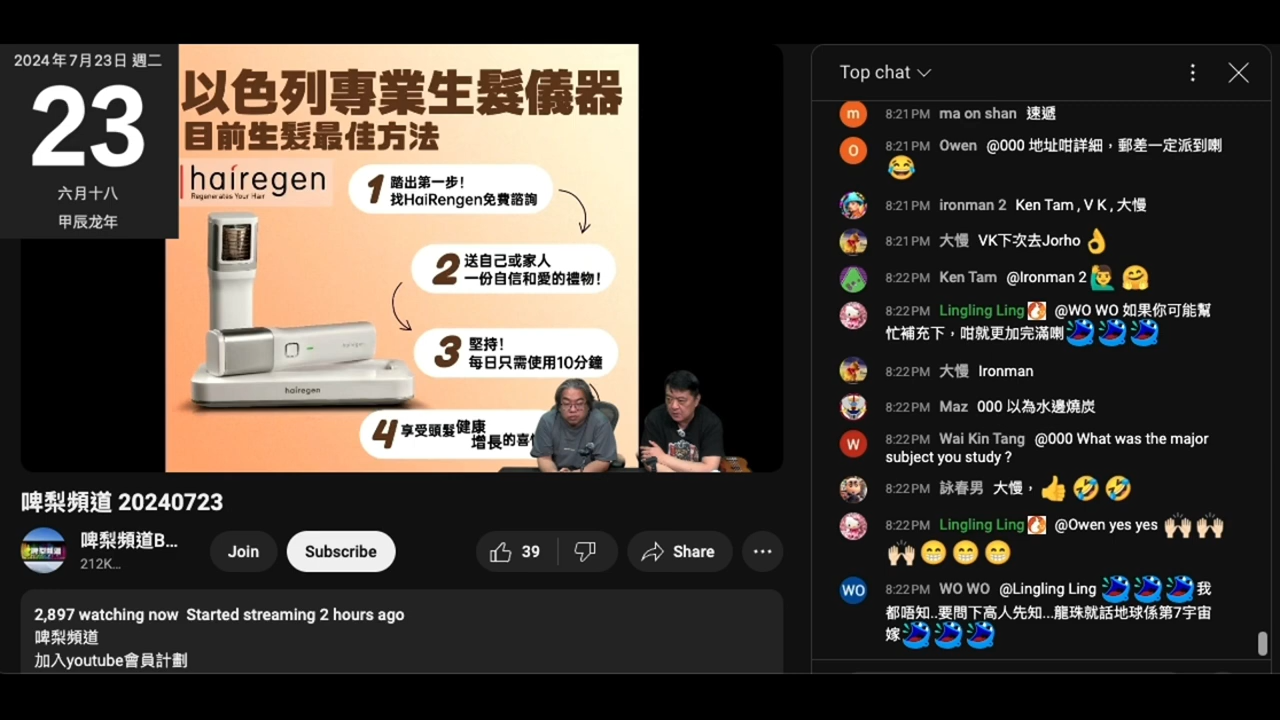 2024年7月23日 週二
23
六月十八
甲辰龙年
以色列專業生髮儀器
目前生髮最佳方法
hairegen
Regenerates Your Hair
1 踏出第一步!
找HaiRengen免費諮詢
2 送自己或家人
一份自信和愛的禮物!
3 堅持!
每日只需使用10分鐘
4 享受頭髮健康
增長的喜
hairegen
hairegen
啤梨頻道 20240723
啤梨頻道B...
212K...
Join
Subscribe
39
Share
2,897 watching now Started streaming 2 hours ago
啤梨頻道
加入youtube會員計劃
Top chat
m
8:21 PM ma on shan 速遞
O
8:21 PM Owen @000 地址咁詳細，郵差一定派到喇
😂
8:21 PM ironman 2 Ken Tam , V K , 大慢
8:21 PM 大慢 VK下次去Jorho 👌
8:22 PM Ken Tam @Ironman 2 🙋‍♂️ 🤗
8:22 PM Lingling Ling @WO WO 如果你可能幫
忙補充下，咁就更加完滿喇
8:22 PM 大慢 Ironman
8:22 PM Maz 000 以為水邊燒炭
W
8:22 PM Wai Kin Tang @000 What was the major
subject you study ?
8:22 PM 詠春男 大慢，👍 🤣 🤣
8:22 PM Lingling Ling @Owen yes yes 🙌🏻 🙌🏻
🙌🏻 😁 😁 😁
WO
8:22 PM WO WO @Lingling Ling 我
都唔知..要問下高人先知...龍珠就話地球係第7宇宙
嫁